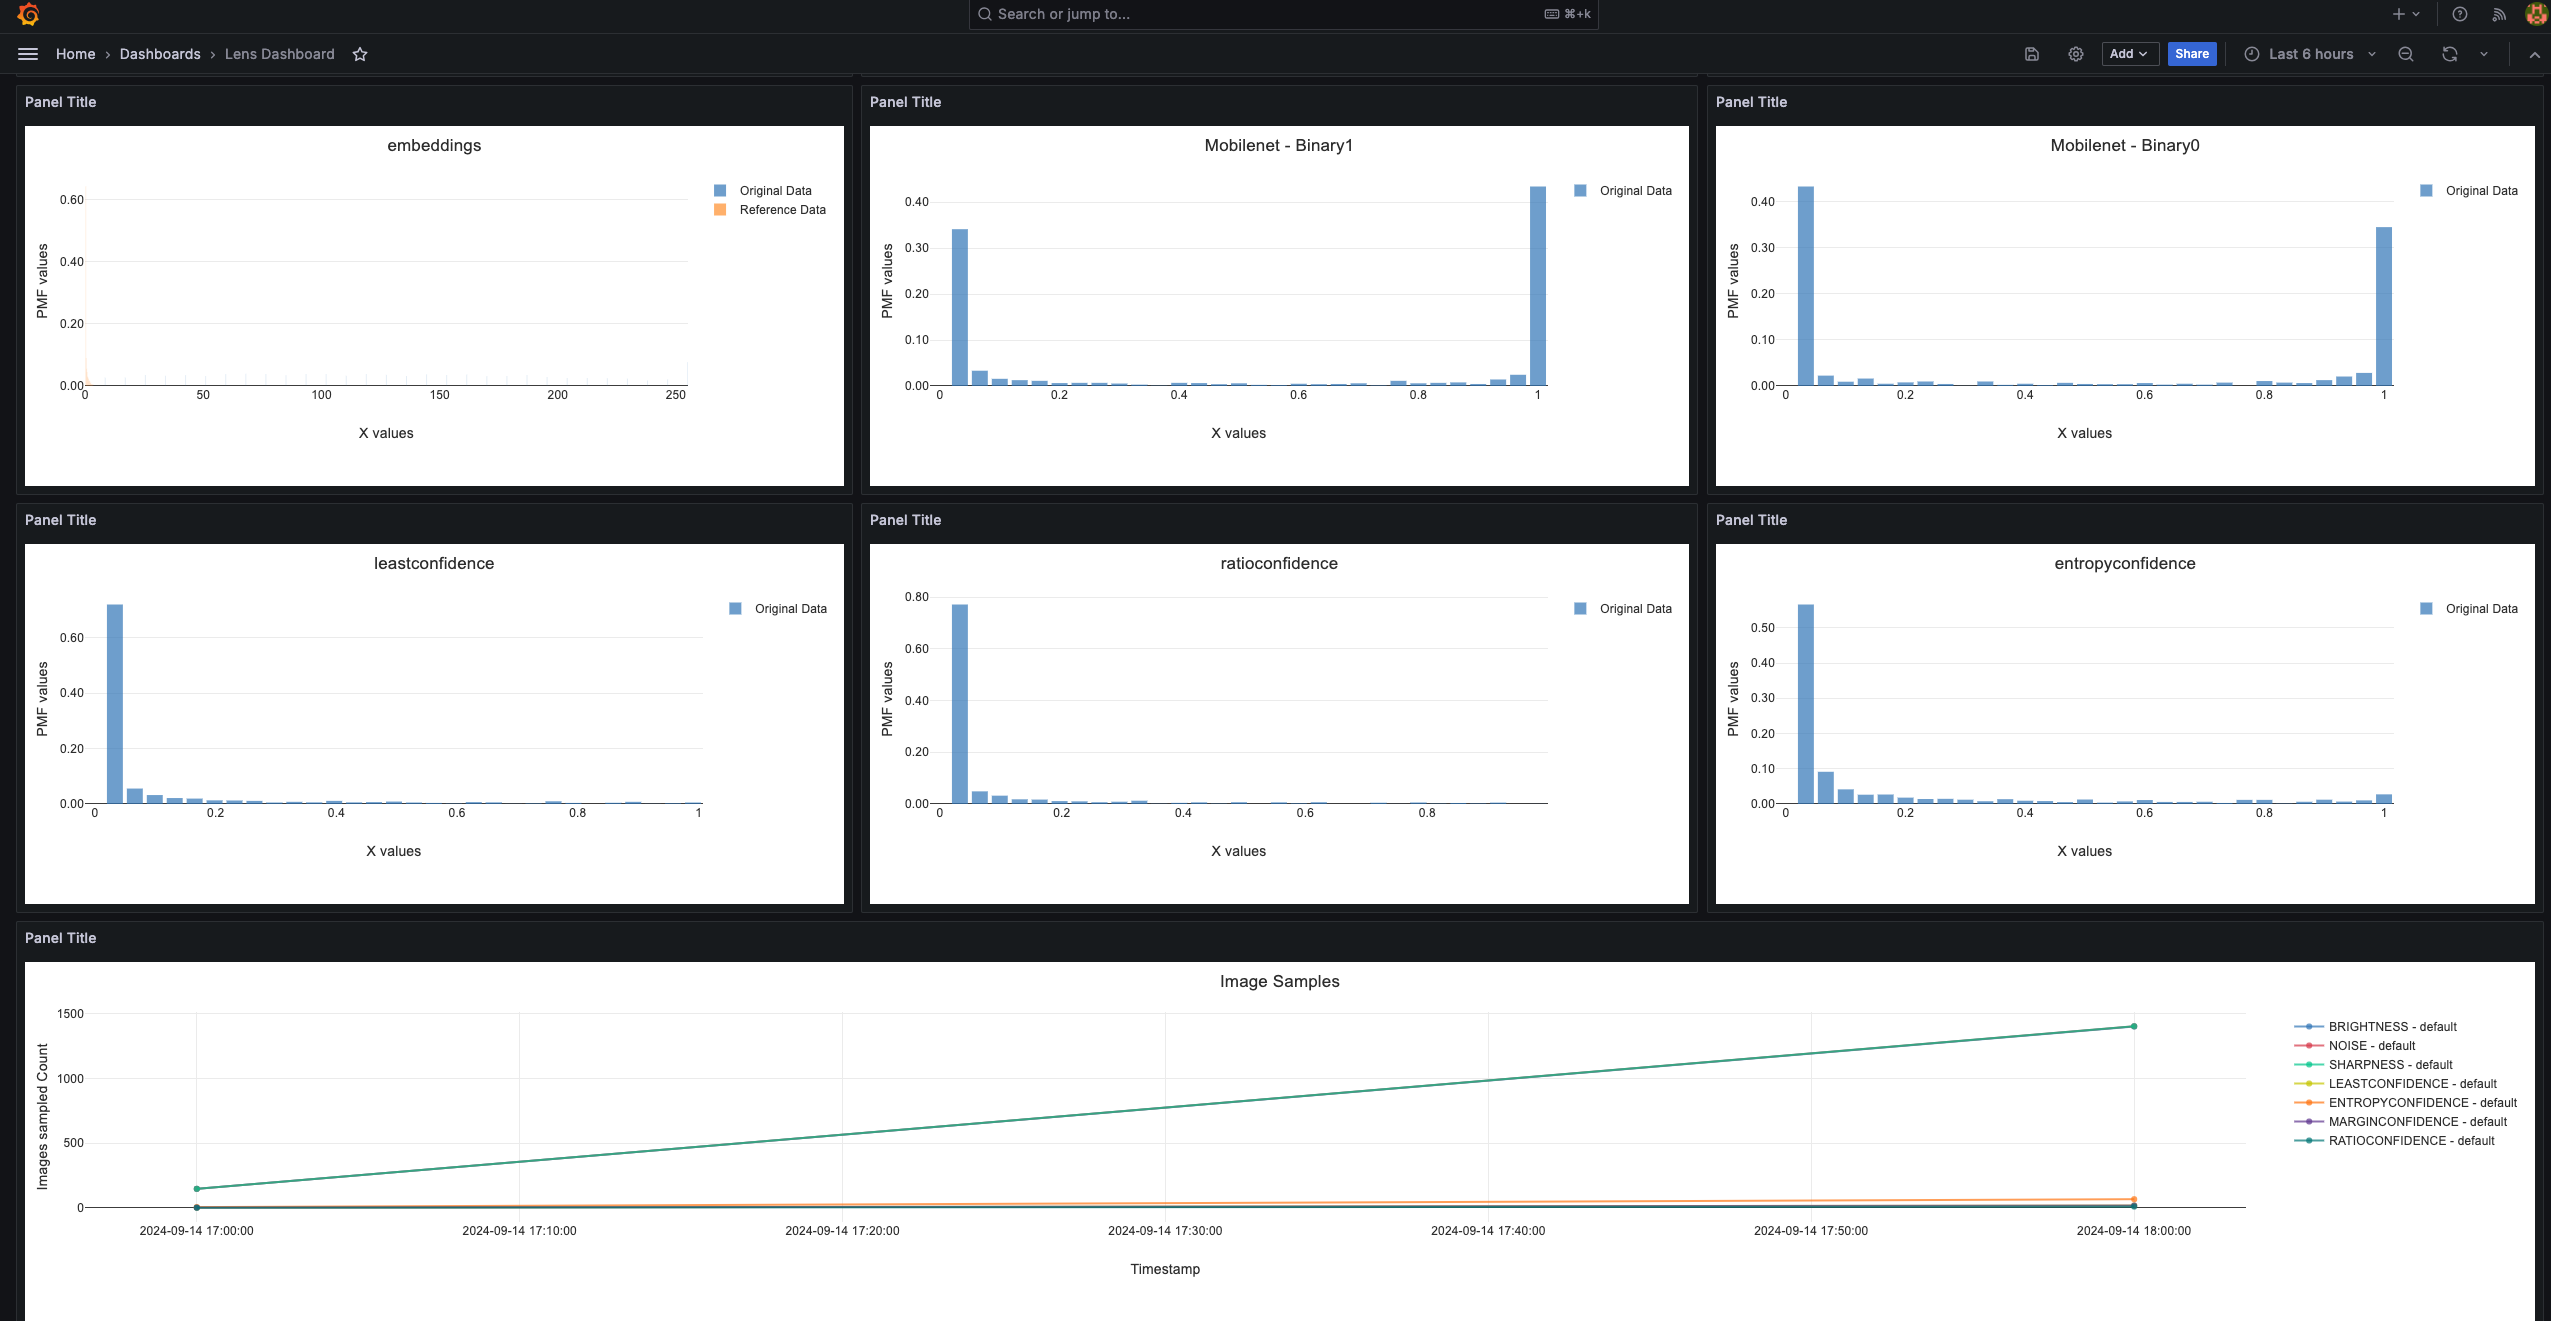 Search or jump to...
⌘+k
Home › Dashboards › Lens Dashboard
Add
Share
Last 6 hours
Panel Title
embeddings
Original Data
Reference Data
PMF values
0.60
0.40
0.20
0.00
0 50 100 150 200 250
X values
Panel Title
Mobilenet - Binary1
Original Data
PMF values
0.40
0.30
0.20
0.10
0.00
0 0.2 0.4 0.6 0.8 1
X values
Panel Title
Mobilenet - Binary0
Original Data
PMF values
0.40
0.30
0.20
0.10
0.00
0 0.2 0.4 0.6 0.8 1
X values
Panel Title
leastconfidence
Original Data
PMF values
0.60
0.40
0.20
0.00
0 0.2 0.4 0.6 0.8 1
X values
Panel Title
ratioconfidence
Original Data
PMF values
0.80
0.60
0.40
0.20
0.00
0 0.2 0.4 0.6 0.8
X values
Panel Title
entropyconfidence
Original Data
PMF values
0.50
0.40
0.30
0.20
0.10
0.00
0 0.2 0.4 0.6 0.8 1
X values
Panel Title
Image Samples
Images sampled Count
1500
1000
500
0
2024-09-14 17:00:00 2024-09-14 17:10:00 2024-09-14 17:20:00 2024-09-14 17:30:00 2024-09-14 17:40:00 2024-09-14 17:50:00 2024-09-14 18:00:00
Timestamp
BRIGHTNESS - default
NOISE - default
SHARPNESS - default
LEASTCONFIDENCE - default
ENTROPYCONFIDENCE - default
MARGINCONFIDENCE - default
RATIOCONFIDENCE - default